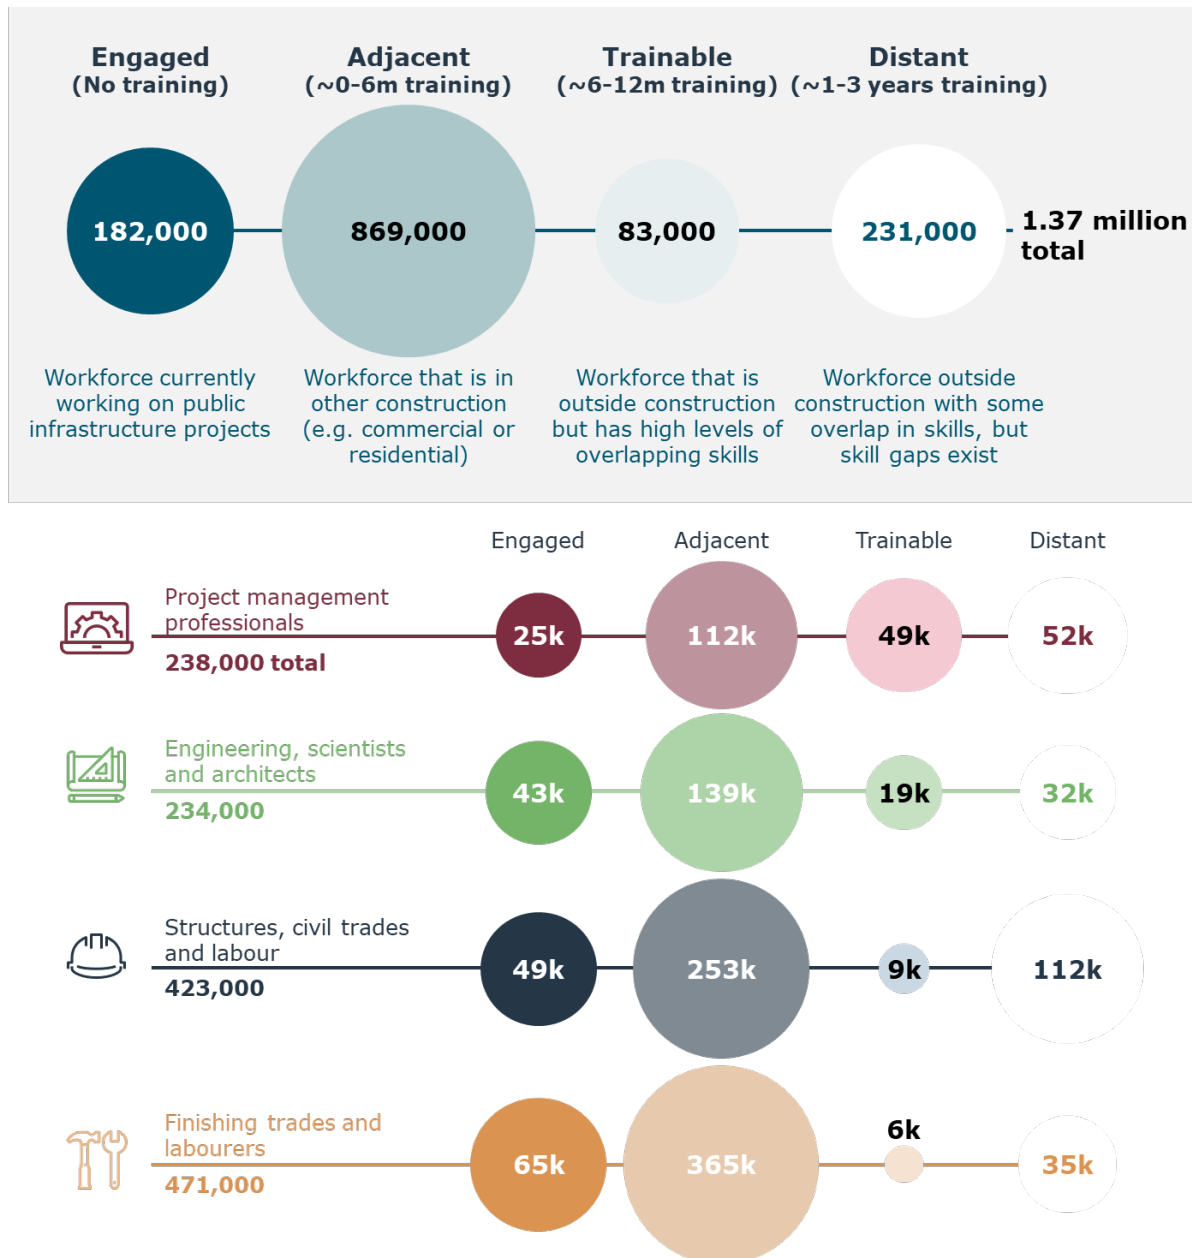 Engaged
(No training)
Adjacent
(~0-6m training)
Trainable
(~6-12m training)
Distant
(~1-3 years training)
182,000
869,000
83,000
231,000
1.37 million
total
Workforce currently
working on public
infrastructure projects
Workforce that is in
other construction
(e.g. commercial or
residential)
Workforce that is
outside construction
but has high levels of
overlapping skills
Workforce outside
construction with some
overlap in skills, but
skill gaps exist
Engaged
Adjacent
Trainable
Distant
Project management
professionals
238,000 total
25k
112k
49k
52k
Engineering, scientists
and architects
234,000
43k
139k
19k
32k
Structures, civil trades
and labour
423,000
49k
253k
9k
112k
Finishing trades and
labourers
471,000
65k
365k
6k
35k